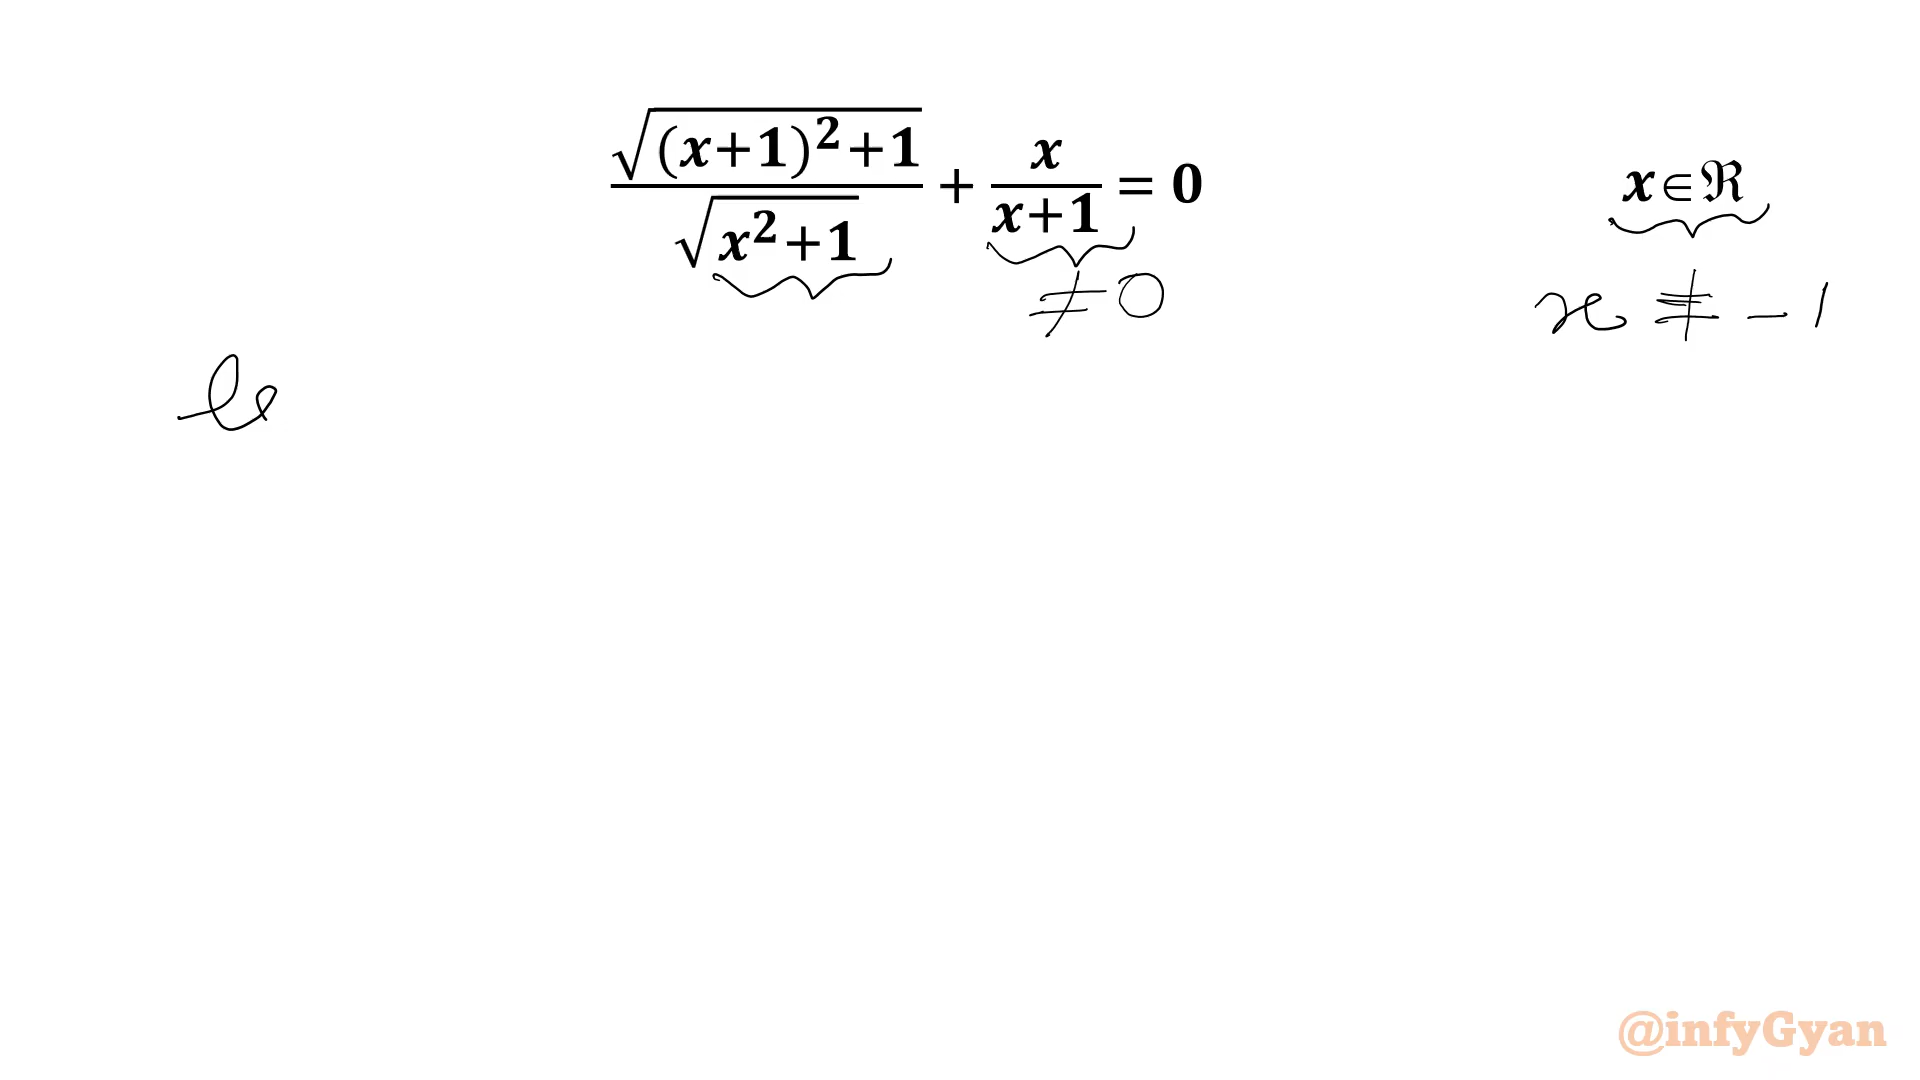 √((x+1)²+1)/√(x²+1) + x/(x+1) = 0
x∈ℜ
≠0
x ≠ -1
@infyGyan